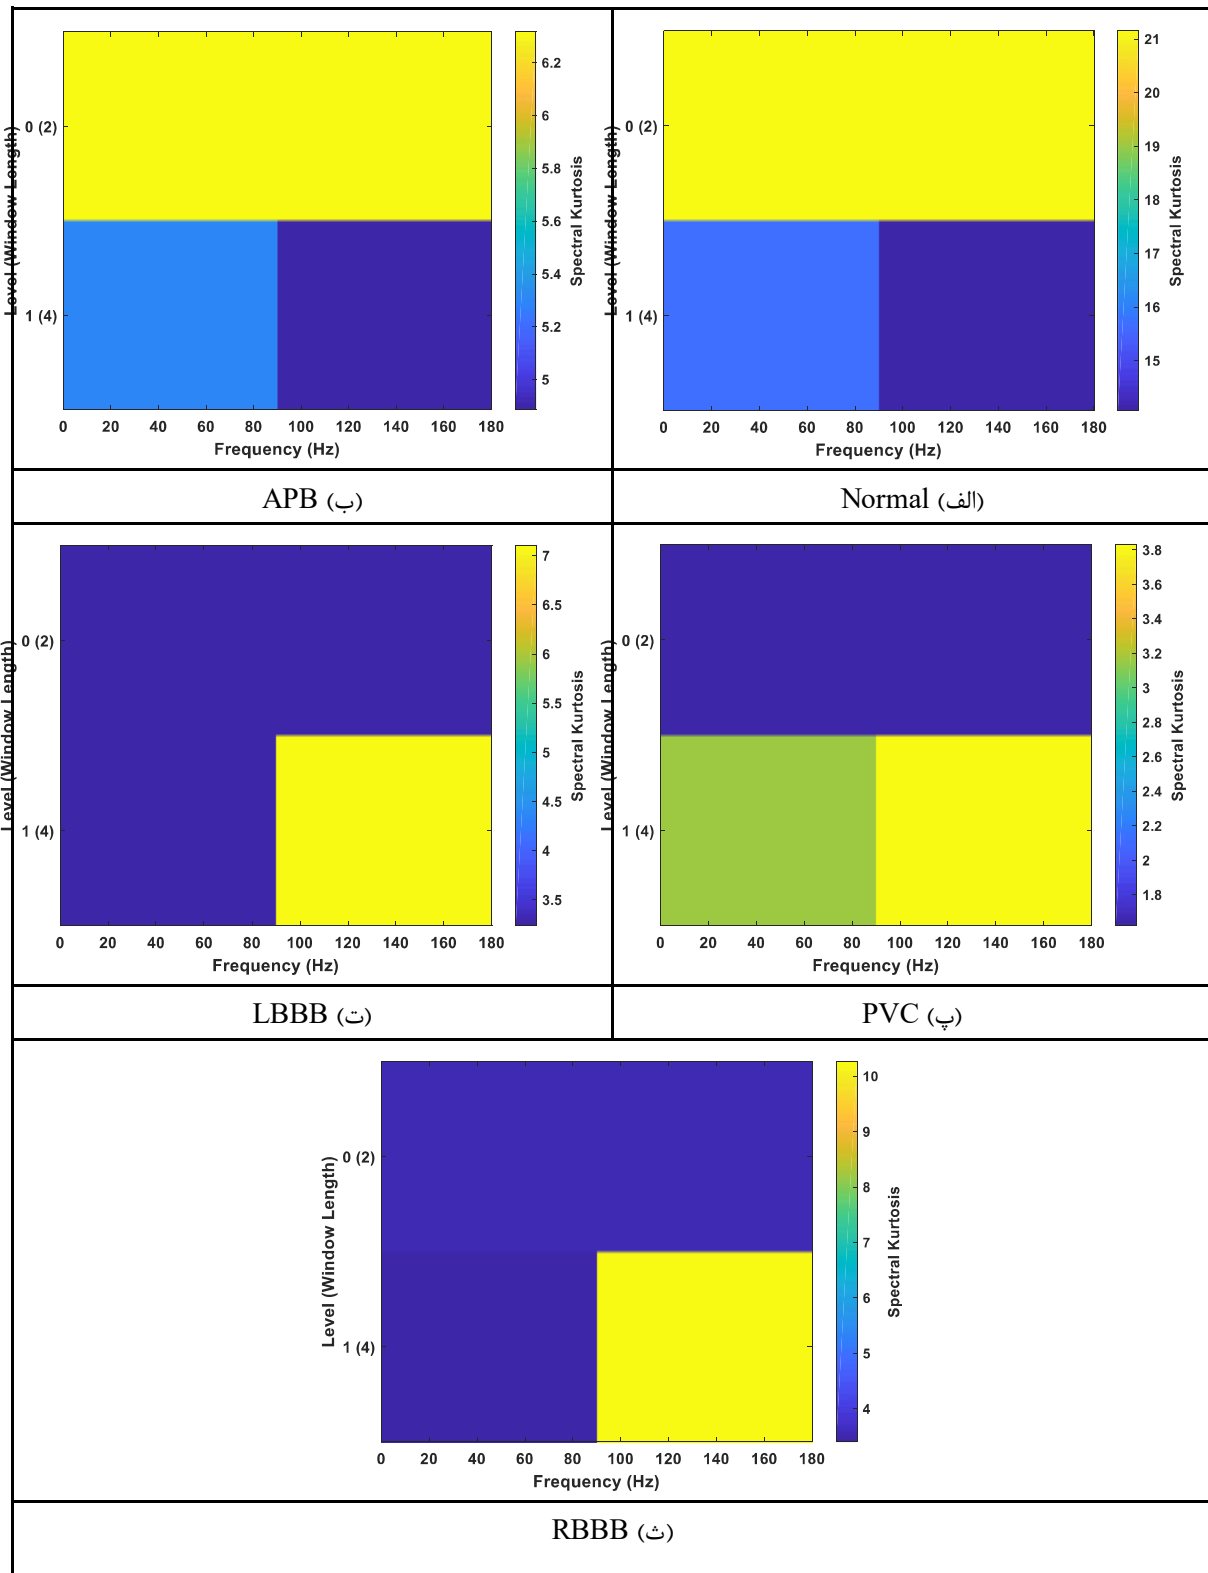 6.2
6
5.8
5.6
5.4
5.2
5
Spectral Kurtosis
0 (2)
1 (4)
Level (Window Length)
0 20 40 60 80 100 120 140 160 180
Frequency (Hz)
21
20
19
18
17
16
15
Spectral Kurtosis
0 (2)
1 (4)
Level (Window Length)
0 20 40 60 80 100 120 140 160 180
Frequency (Hz)
APB (ب)
Normal (الف)
7
6.5
6
5.5
5
4.5
4
3.5
Spectral Kurtosis
0 (2)
1 (4)
Level (Window Length)
0 20 40 60 80 100 120 140 160 180
Frequency (Hz)
3.8
3.6
3.4
3.2
3
2.8
2.6
2.4
2.2
2
1.8
Spectral Kurtosis
0 (2)
1 (4)
Level (Window Length)
0 20 40 60 80 100 120 140 160 180
Frequency (Hz)
LBBB (ت)
PVC (پ)
10
9
8
7
6
5
4
Spectral Kurtosis
0 (2)
1 (4)
Level (Window Length)
0 20 40 60 80 100 120 140 160 180
Frequency (Hz)
RBBB (ث)